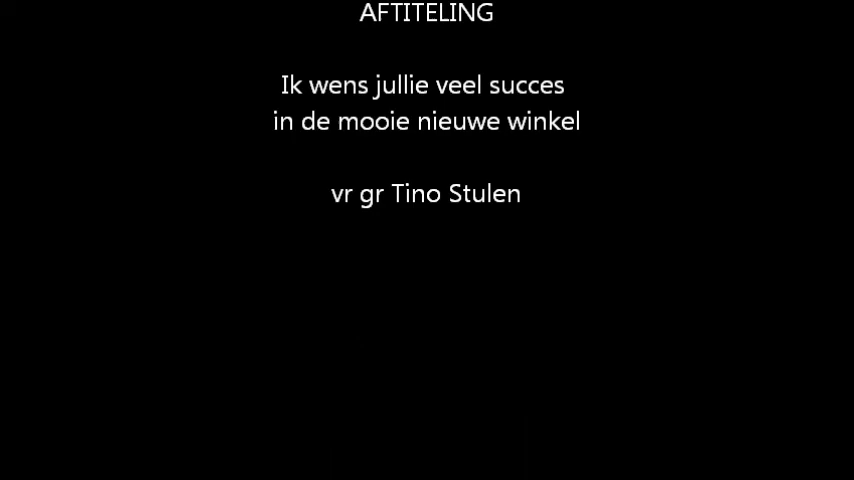 AFTITELING
Ik wens jullie veel succes
in de mooie nieuwe winkel
vr gr Tino Stulen